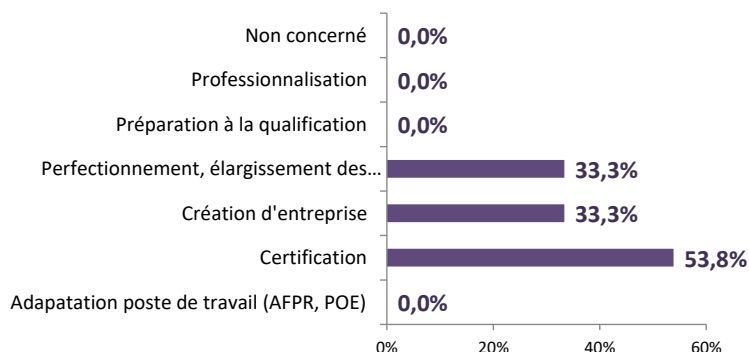 Non concerné 0,0%
Professionnalisation 0,0%
Préparation à la qualification 0,0%
Perfectionnement, élargissement des... 33,3%
Création d'entreprise 33,3%
Certification 53,8%
Adapatation poste de travail (AFPR, POE) 0,0%
0% 20% 40% 60%